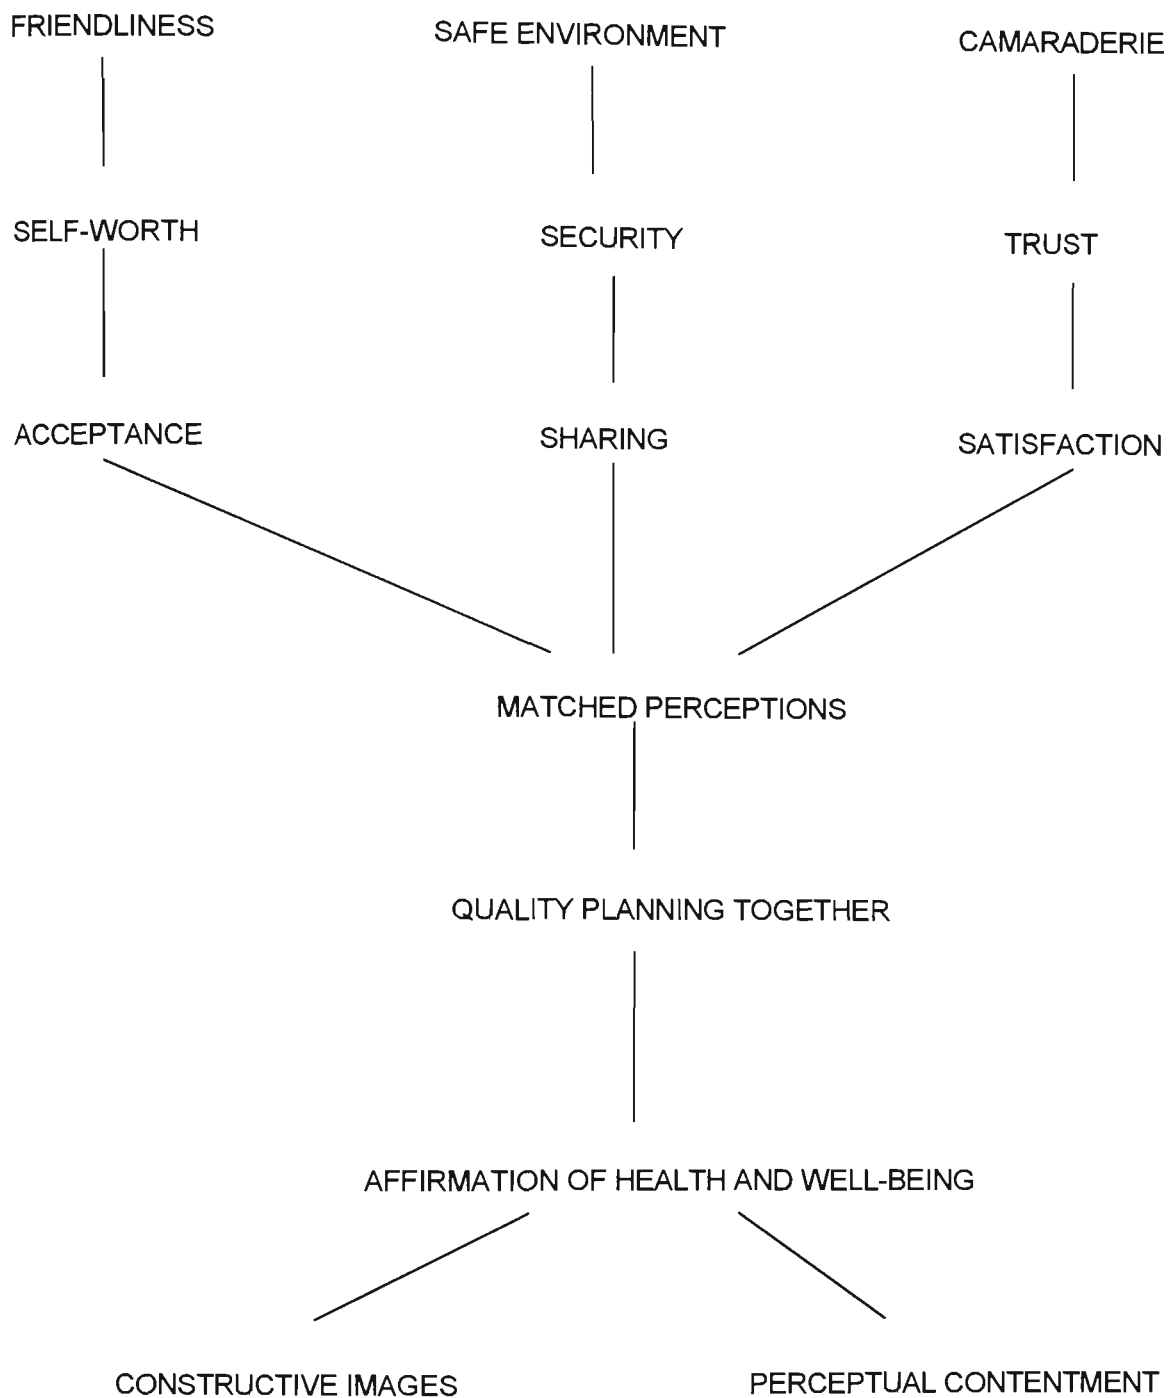 FRIENDLINESS
SAFE ENVIRONMENT
CAMARADERIE
SELF-WORTH
SECURITY
TRUST
ACCEPTANCE
SHARING
SATISFACTION
MATCHED PERCEPTIONS
QUALITY PLANNING TOGETHER
AFFIRMATION OF HEALTH AND WELL-BEING
CONSTRUCTIVE IMAGES
PERCEPTUAL CONTENTMENT